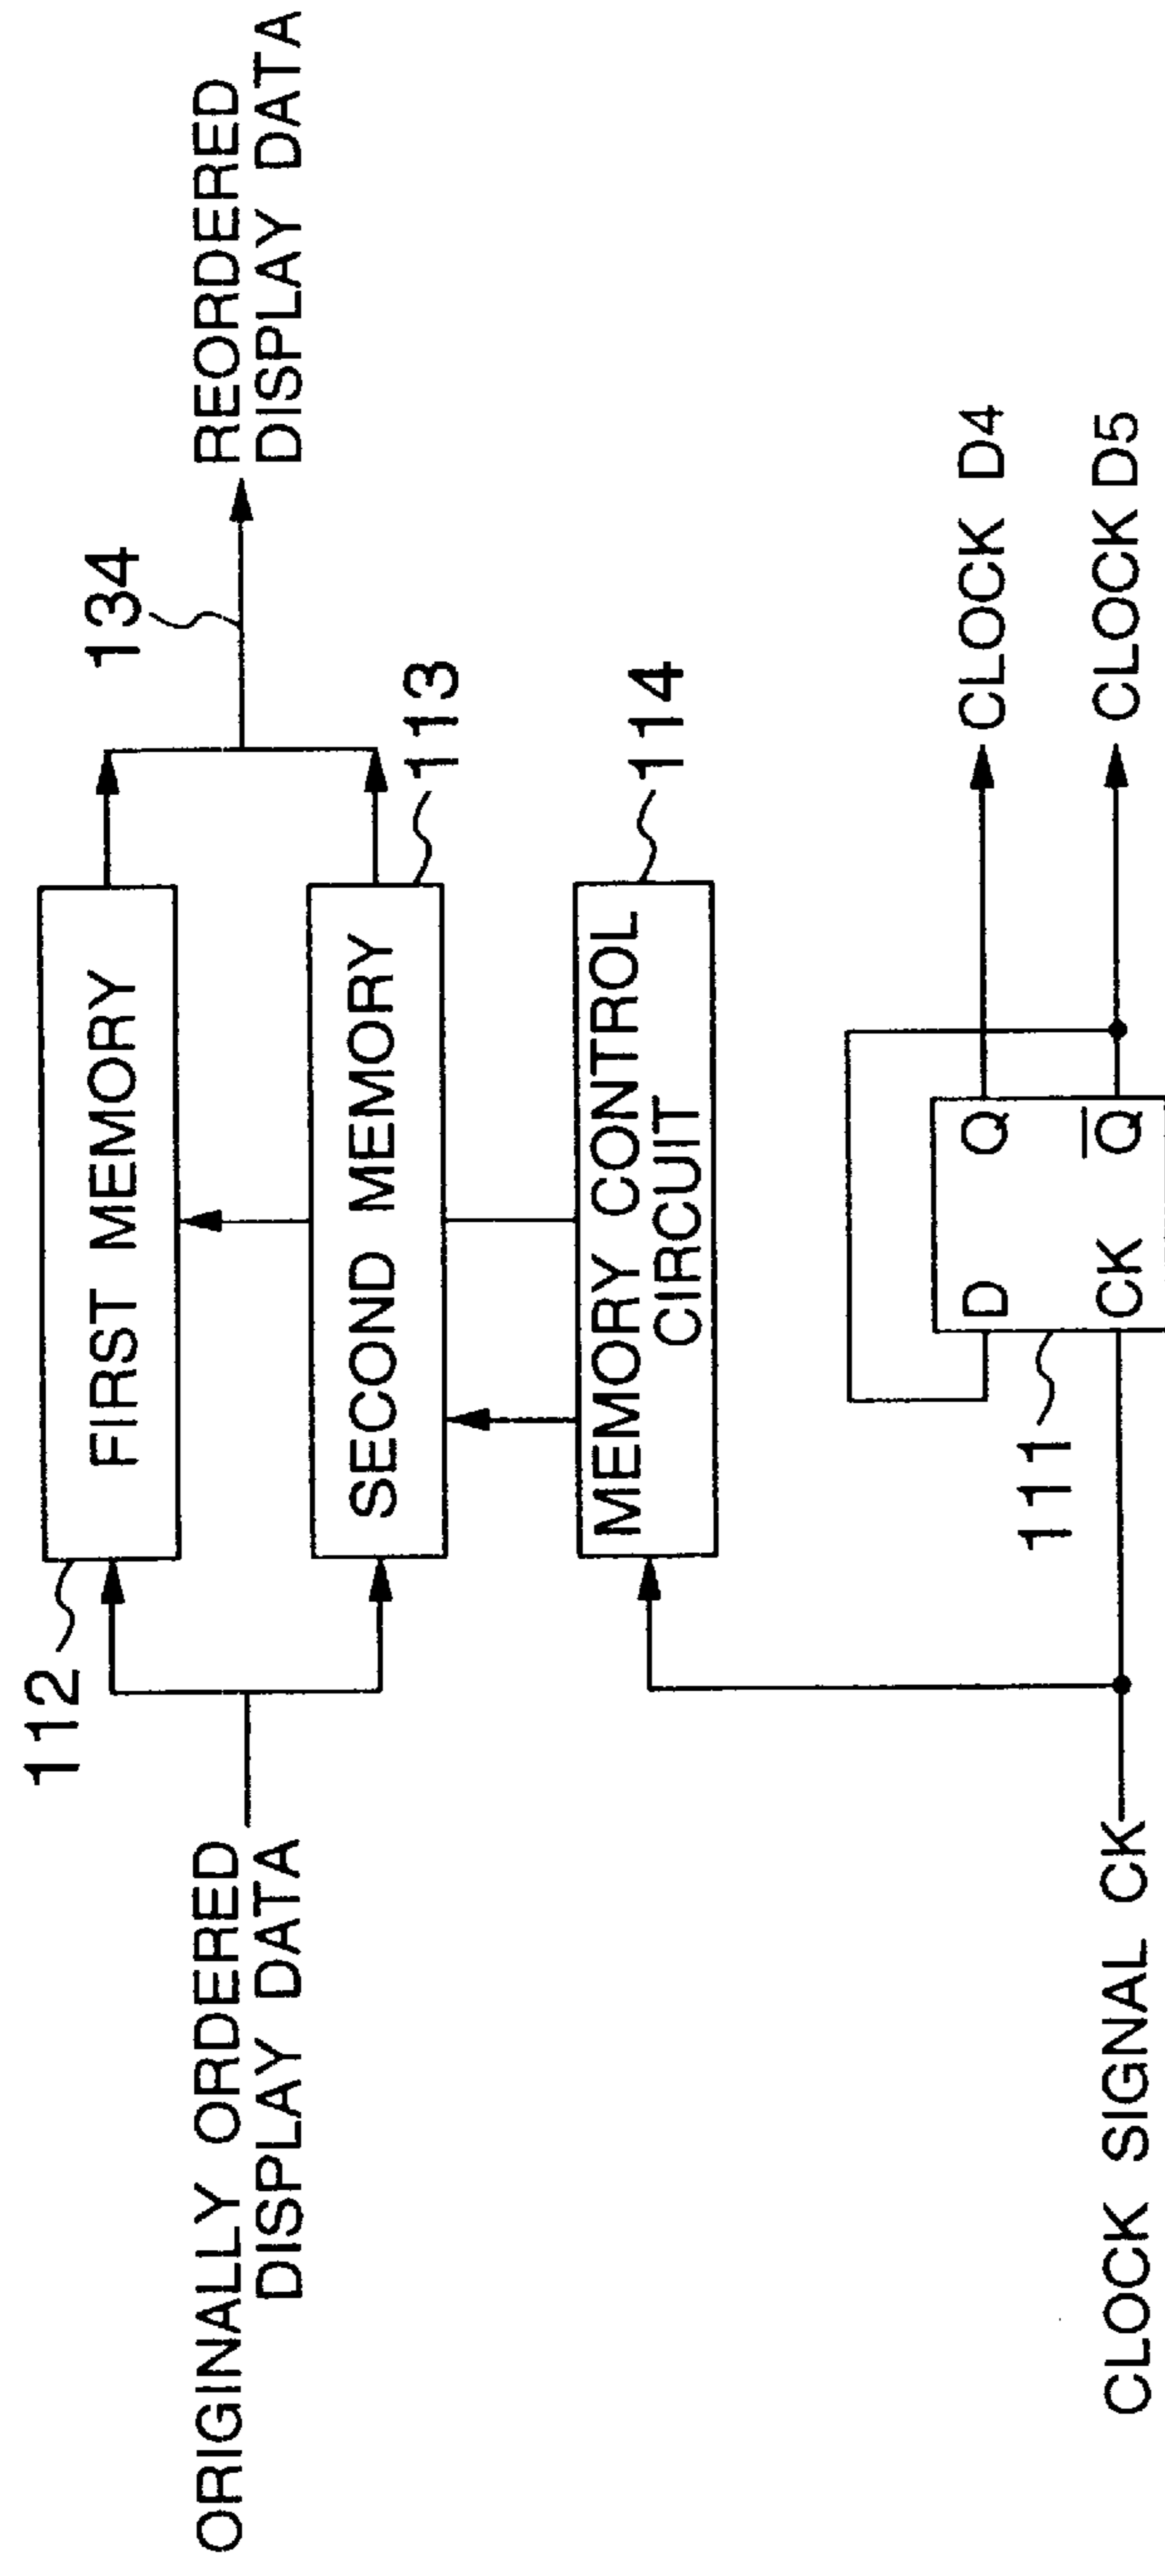 112
FIRST MEMORY
134
ORIGINALLY ORDERED
DISPLAY DATA
REORDERED
DISPLAY DATA
SECOND MEMORY
113
MEMORY CONTROL
CIRCUIT
114
111
D
Q
CLOCK D4
CLOCK SIGNAL CK
CK
Q̅
CLOCK D5